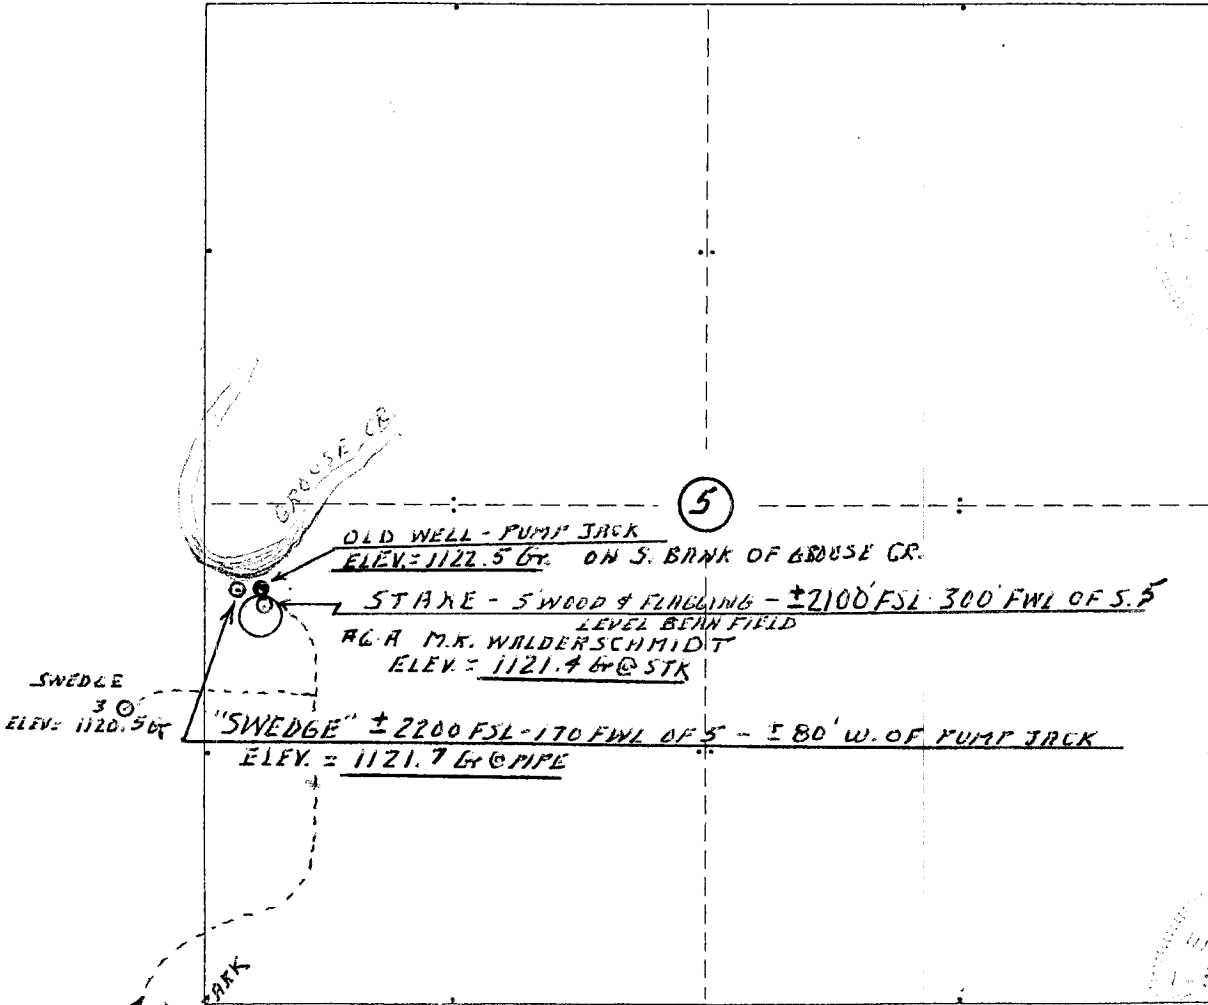 GROUSE CR.
5
OLD WELL - PUMP JACK
ELEV = 1122.5 Gr. ON S. BANK OF GROUSE CR.
STAKE - 5' WOOD & FLAGGING - ±2100' FSL - 300' FWL OF S.5
LEVEL BEAN FIELD
M.K. WALDERSCHMIDT
ELEV. = 1121.4 Gr @ STK
SWEDGE
3
ELEV = 1120.5 Gr
"SWEDGE" ±2200 FSL - 170 FWL OF 5 - ±80' W. OF PUMP JACK
ELEV. = 1121.7 Gr @ PIPE
ARK